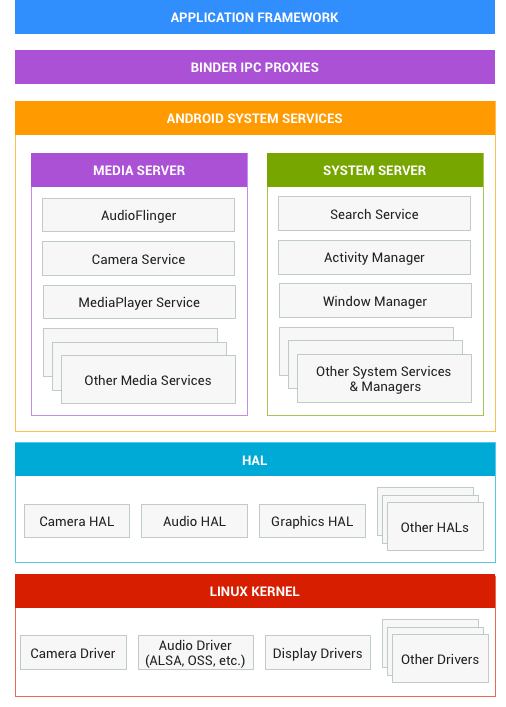 APPLICATION FRAMEWORK
BINDER IPC PROXIES
ANDROID SYSTEM SERVICES
MEDIA SERVER
AudioFlinger
Camera Service
MediaPlayer Service
Other Media Services
SYSTEM SERVER
Search Service
Activity Manager
Window Manager
Other System Services
& Managers
HAL
Camera HAL
Audio HAL
Graphics HAL
Other HALs
LINUX KERNEL
Camera Driver
Audio Driver
(ALSA, OSS, etc.)
Display Drivers
Other Drivers